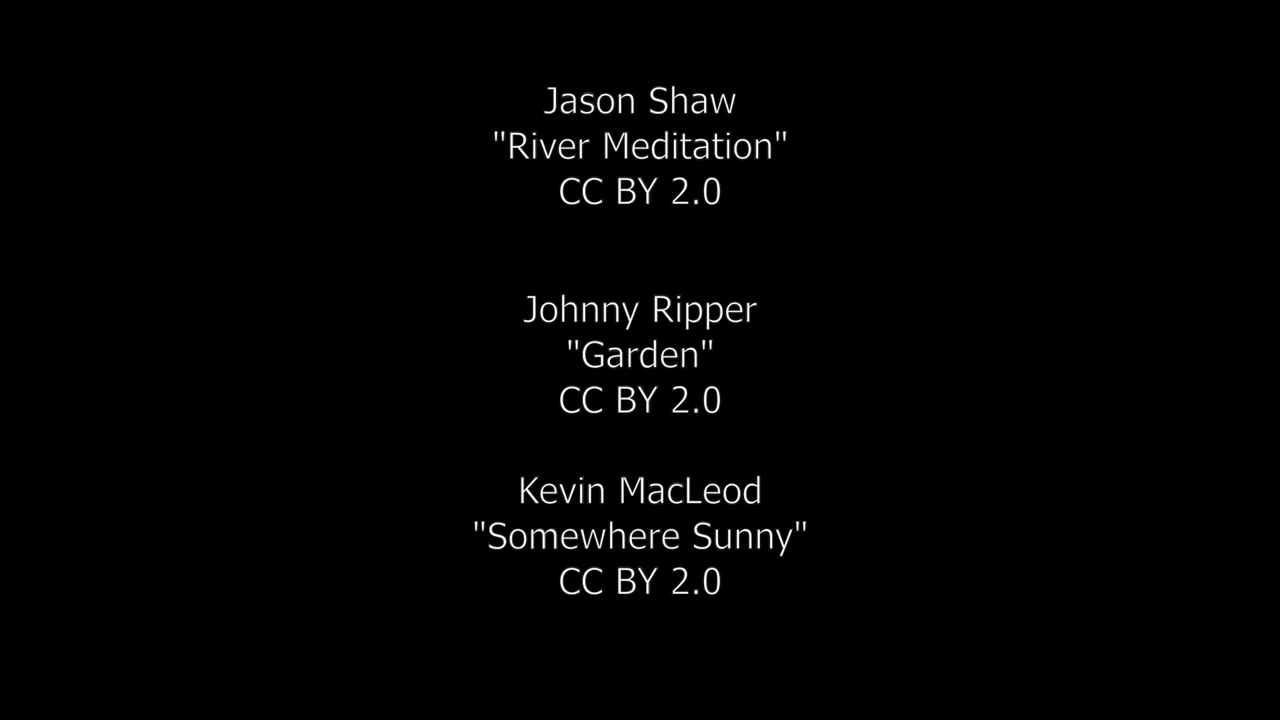 Jason Shaw
"River Meditation"
CC BY 2.0
Johnny Ripper
"Garden"
CC BY 2.0
Kevin MacLeod
"Somewhere Sunny"
CC BY 2.0